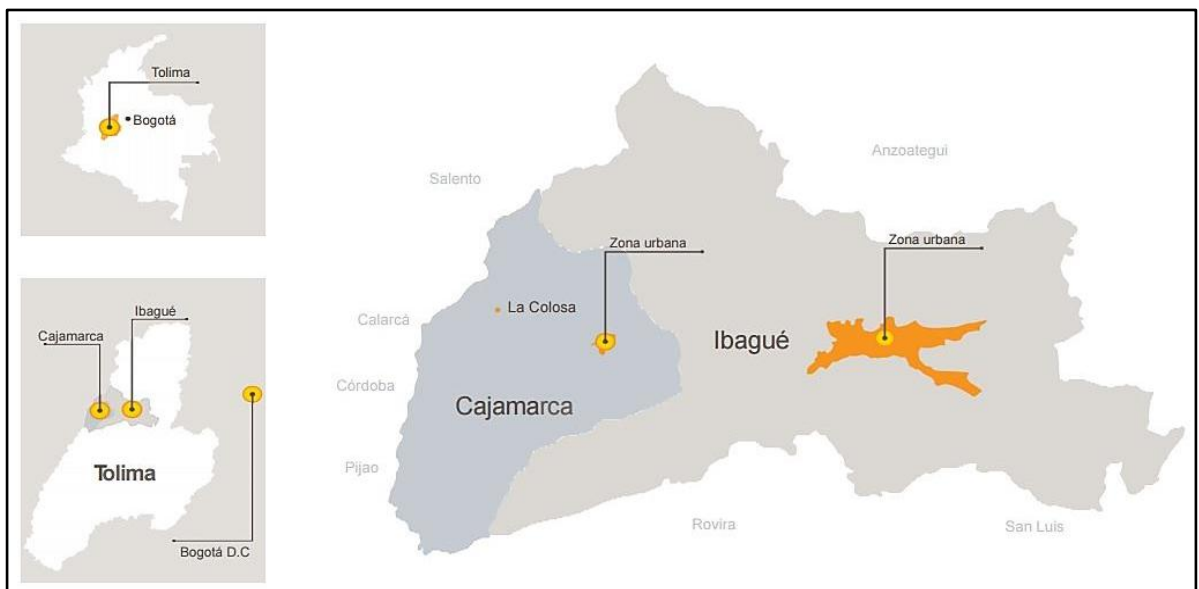 Tolima
Bogotá
Ibagué
Cajamarca
Tolima
Bogotá D.C
Anzoategui
Salento
Zona urbana
Zona urbana
La Colosa
Calarcá
Ibagué
Córdoba
Cajamarca
Pijao
Rovira
San Luis